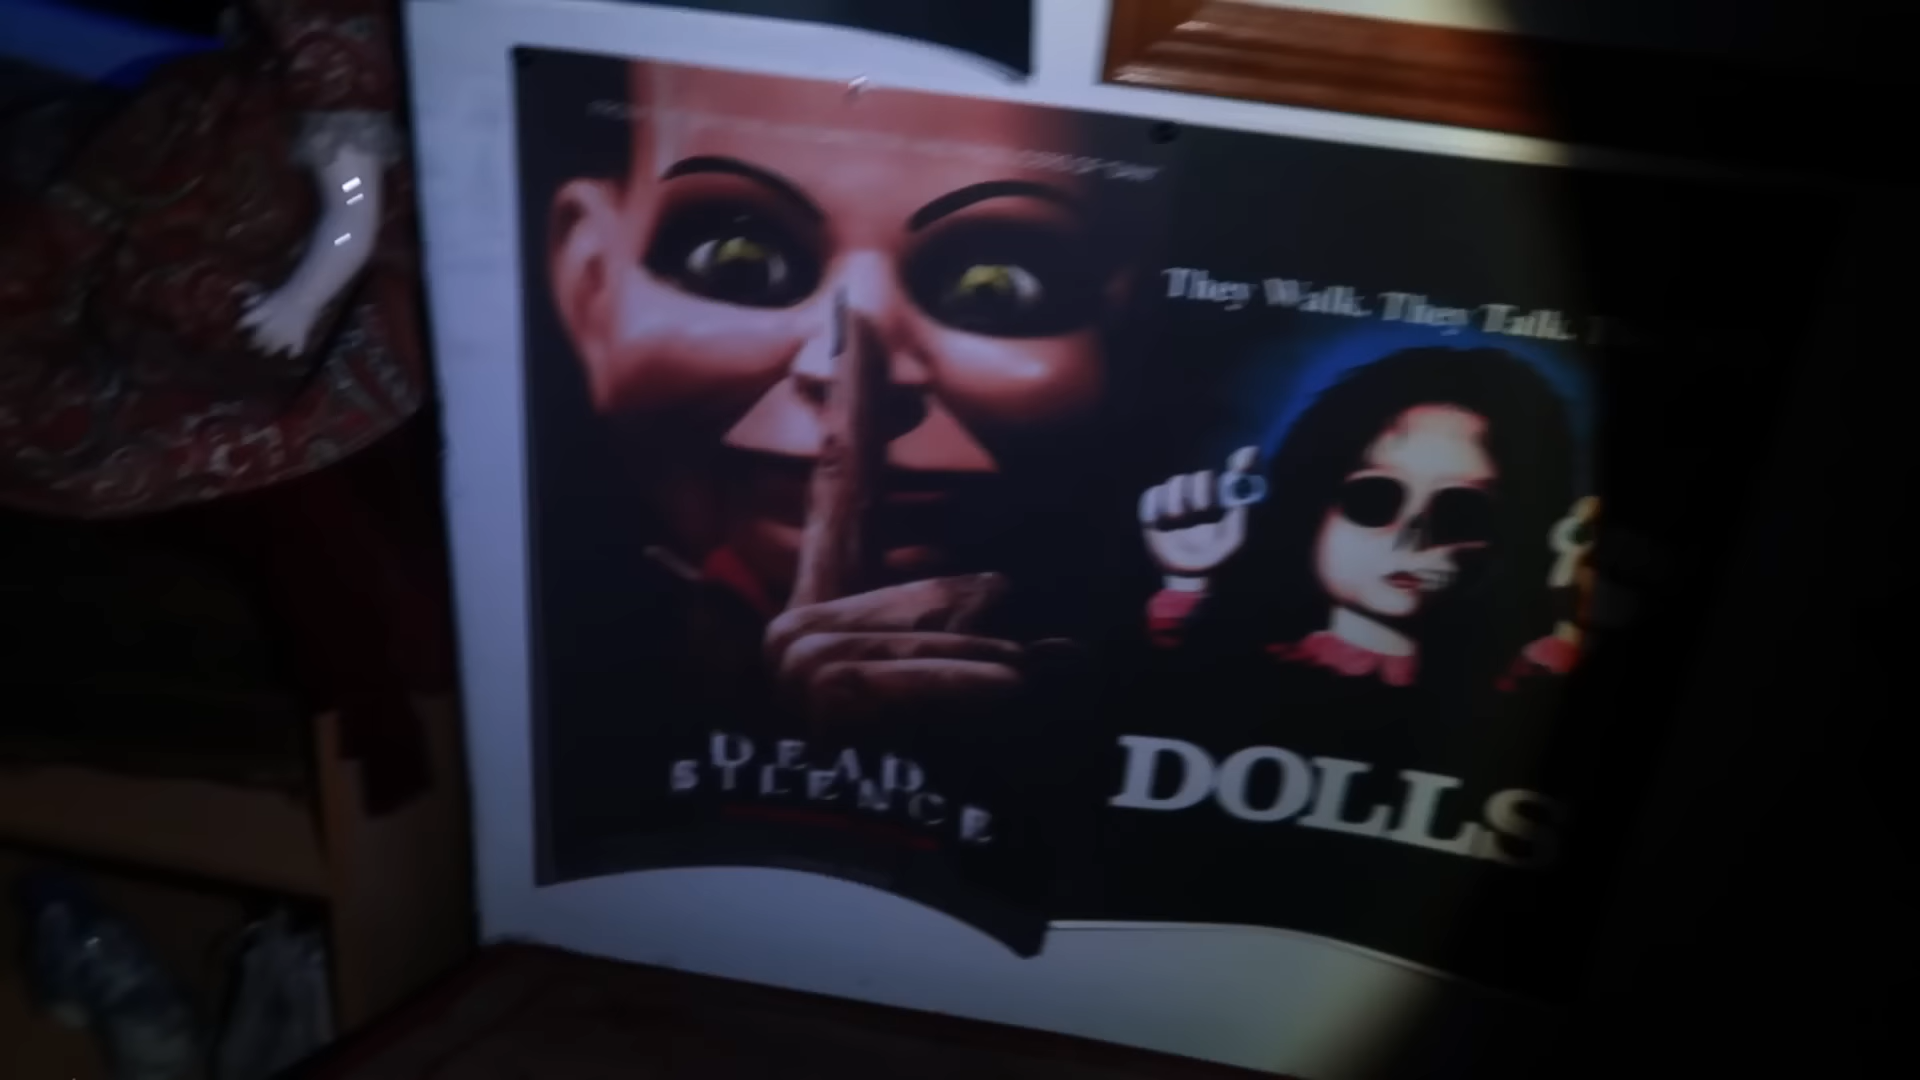 They Walk. They Talk.
DEAD
SILENCE
DOLLS